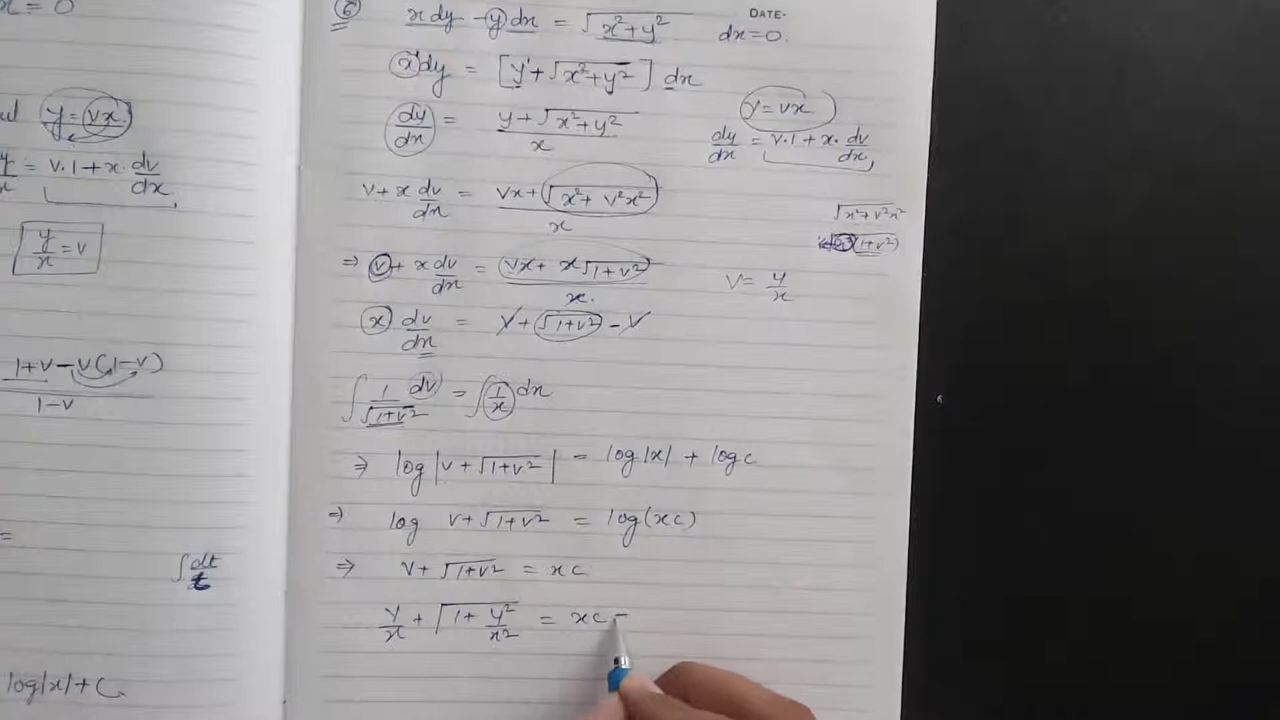 x = 0
y = vx
= v·1 + x·dv/dx,
y/x = v
1+v - v(1-v)
1-v
=
∫dt/t
log|x| + C
DATE-
(6) x dy - y dx = √(x²+y²) dx=0.
x dy = [y + √(x²+y²)] dx
dy/dx = (y+√(x²+y²))/x
y = vx
dy/dx = v·1 + x·dv/dx,
v + x dv/dx = (vx + √(x²+v²x²))/x
√(x²+v²x²)
(1+v²)
⇒ v + x dv/dx = (vx + x√(1+v²))/x.
v = y/x
x dv/dx = v + √(1+v²) - v
∫ 1/√(1+v²) dv = ∫ 1/x dx
⇒ log|v + √(1+v²)| = log|x| + log c
⇒ log v+√(1+v²) = log(xc)
⇒ v + √(1+v²) = xc
y/x + √(1 + y²/x²) = xc